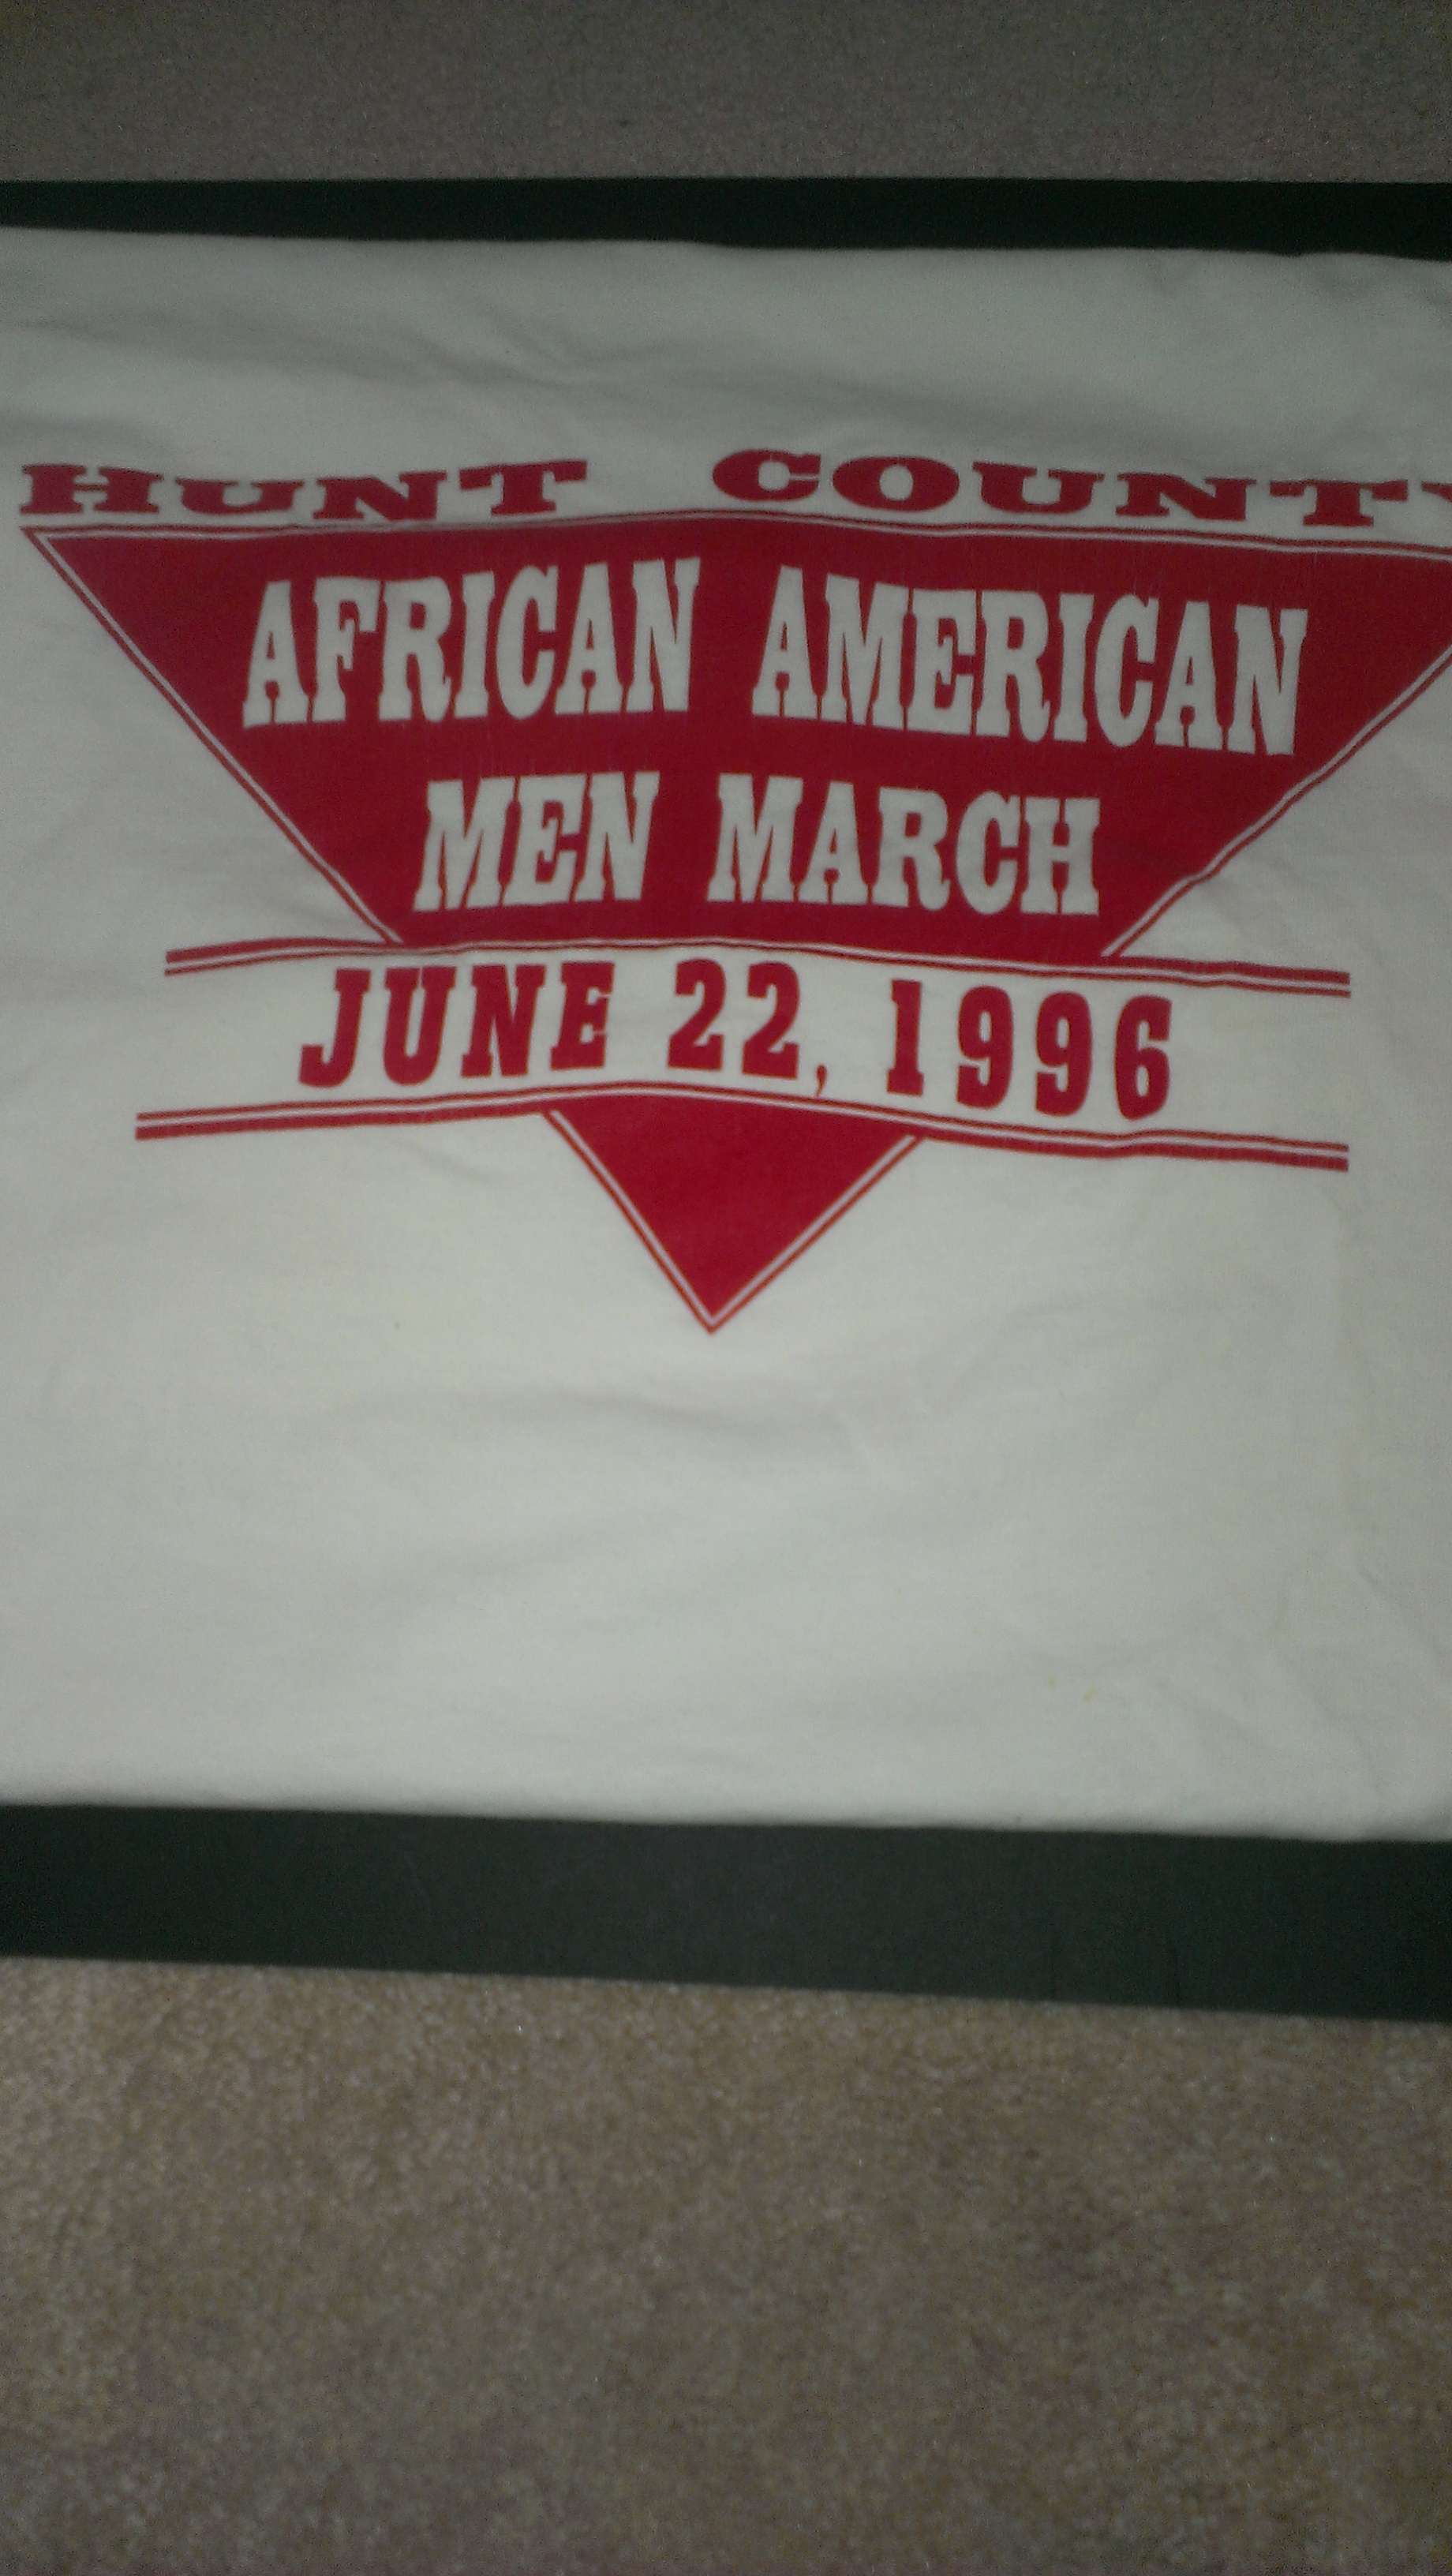 HUNT COUNTY
AFRICAN AMERICAN
MEN MARCH
JUNE 22, 1996